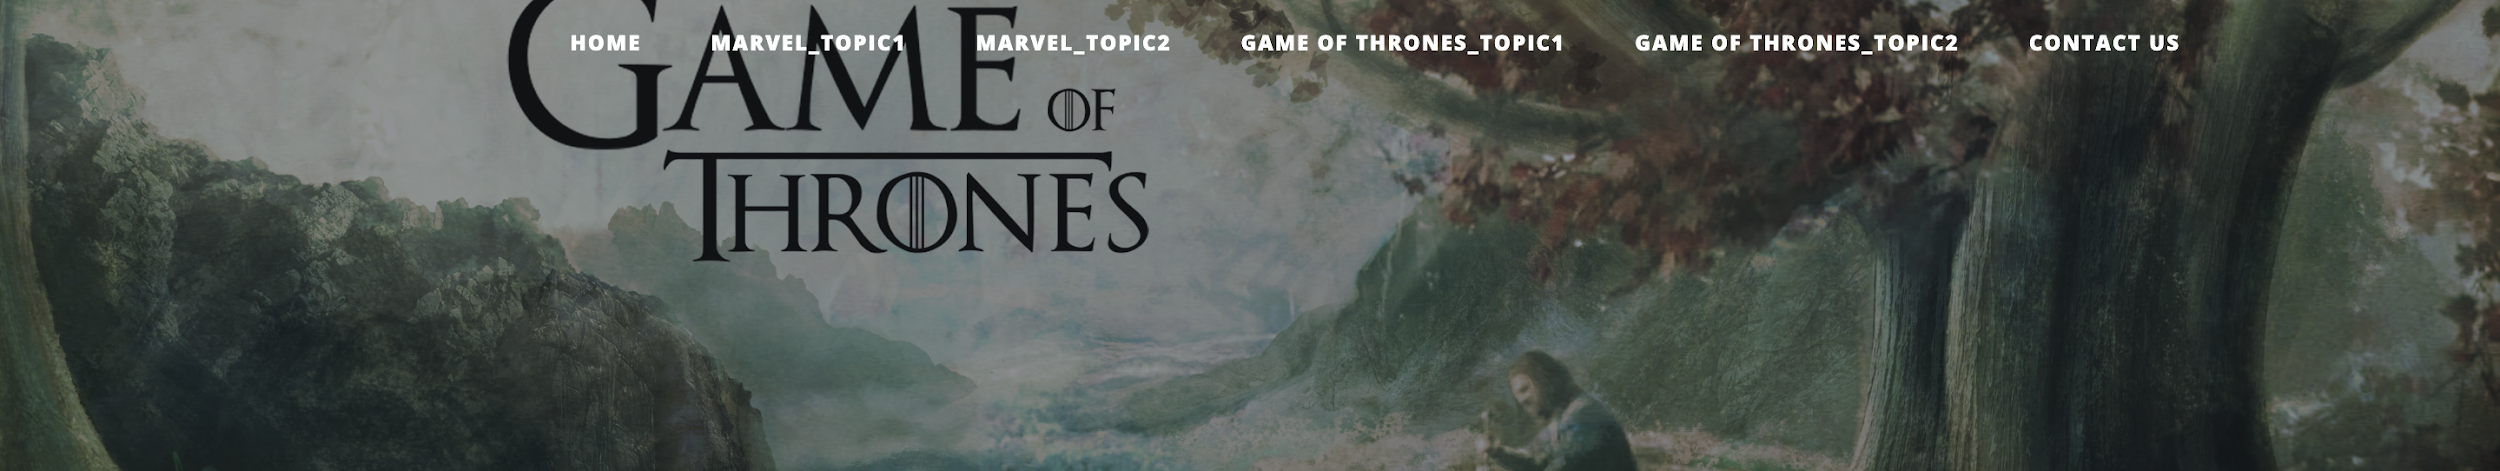 HOME MARVEL_TOPIC1 MARVEL_TOPIC2 GAME OF THRONES_TOPIC1 GAME OF THRONES_TOPIC2 CONTACT US
GAME OF
THRONES